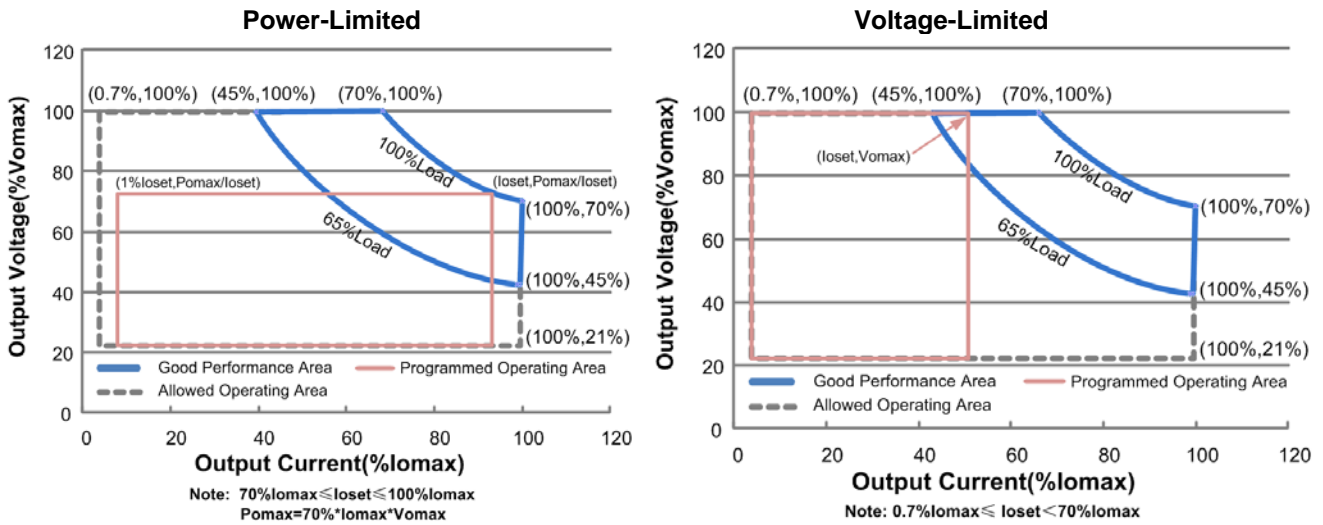 Power-Limited
Output Voltage(%Vomax)
120
100
80
60
40
20
0
(0.7%,100%) (45%,100%) (70%,100%)
100%Load
65%Load
(1%Ioset,Pomax/Ioset)
(Ioset,Pomax/Ioset)
(100%,70%)
(100%,45%)
(100%,21%)
Good Performance Area
Programmed Operating Area
Allowed Operating Area
0 20 40 60 80 100 120
Output Current(%Iomax)
Note: 70%Iomax≦Ioset≦100%Iomax
Pomax=70%*Iomax*Vomax
Voltage-Limited
Output Voltage(%Vomax)
120
100
80
60
40
20
0
(0.7%,100%) (45%,100%) (70%,100%)
(Ioset,Vomax)
100%Load
65%Load
(100%,70%)
(100%,45%)
(100%,21%)
Good Performance Area
Programmed Operating Area
Allowed Operating Area
0 20 40 60 80 100 120
Output Current(%Iomax)
Note: 0.7%Iomax≦ Ioset<70%Iomax